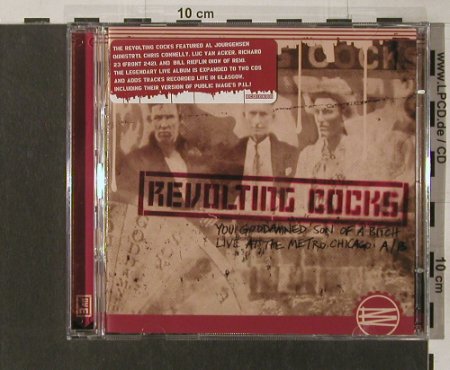 10 cm
THE REVOLTING COCKS FEATURED AL JOURGENSEN
(MINISTRY), CHRIS CONNELLY, LUC VAN ACKER, RICHARD
23 (FRONT 242), AND BILL RIEFLIN (NOW OF REM).
THE LEGENDARY LIVE ALBUM IS EXPANDED TO TWO CDS
AND ADDS TRACKS RECORDED LIVE IN GLASGOW,
INCLUDING THEIR VERSION OF PUBLIC IMAGE'S P.I.L!
Cocks
REVOLTING COCKS
YOU GODDAMNED SON OF A BITCH
LIVE AT THE METRO, CHICAGO. A/B
www.LPCD.de / CD
10 cm